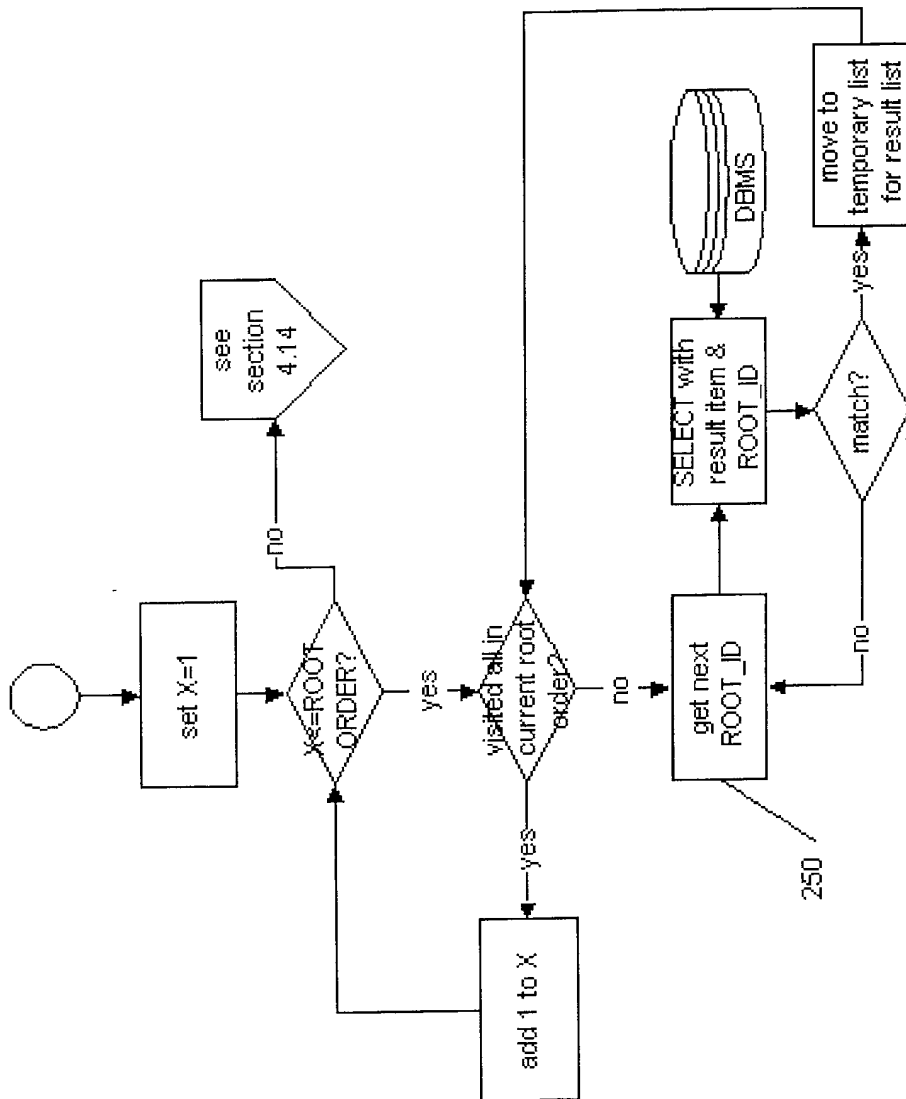 set X=1
X<=ROOT
ORDER?
no
see
section
4.14
yes
visited all in
current root
order?
yes
add 1 to X
no
get next
ROOT_ID
250
SELECT with
result item &
ROOT_ID
DBMS
match?
no
yes
move to
temporary list
for result list